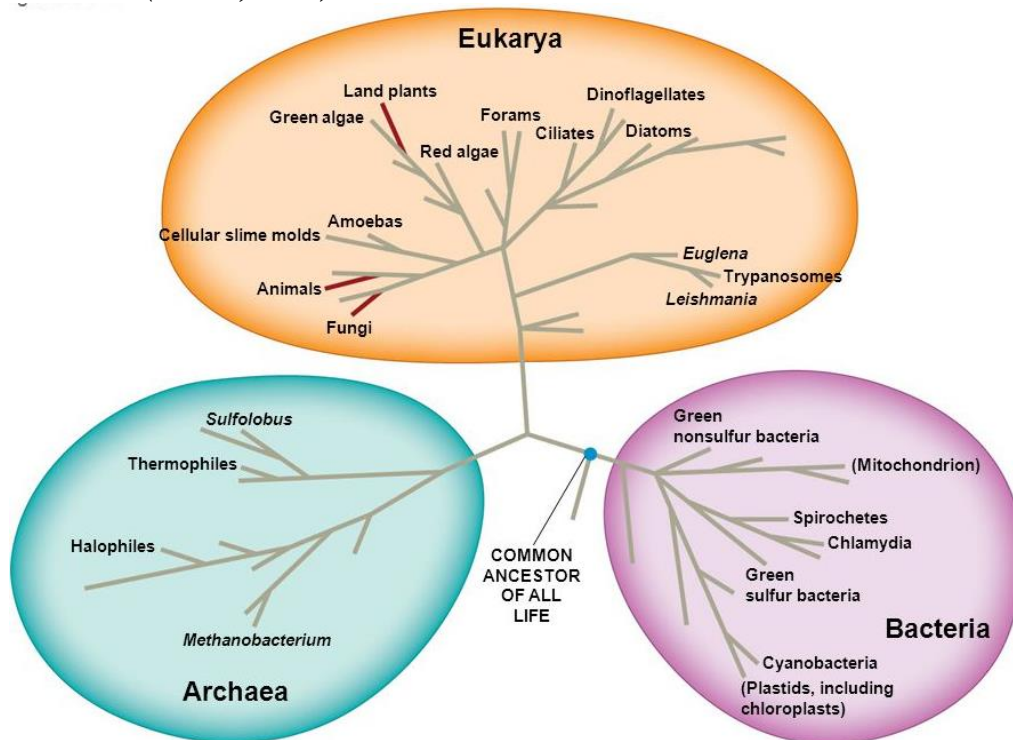 Eukarya
Land plants
Green algae
Dinoflagellates
Forams
Ciliates
Diatoms
Red algae
Amoebas
Cellular slime molds
Euglena
Trypanosomes
Leishmania
Animals
Fungi
Sulfolobus
Thermophiles
Halophiles
Methanobacterium
Archaea
COMMON
ANCESTOR
OF ALL
LIFE
Green
nonsulfur bacteria
(Mitochondrion)
Spirochetes
Chlamydia
Green
sulfur bacteria
Bacteria
Cyanobacteria
(Plastids, including
chloroplasts)